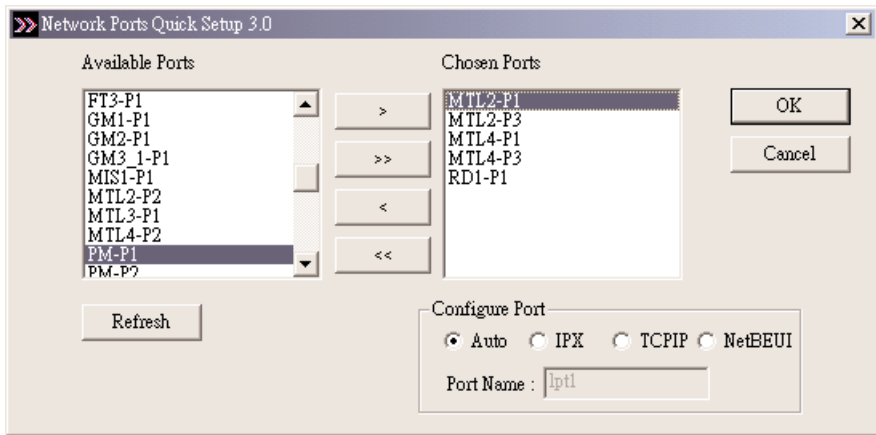 Network Ports Quick Setup 3.0
Available Ports
FT3-P1
GM1-P1
GM2-P1
GM3_1-P1
MIS1-P1
MTL2-P2
MTL3-P1
MTL4-P2
PM-P1
PM-P2
>
>>
<
<<
Chosen Ports
MTL2-P1
MTL2-P3
MTL4-P1
MTL4-P3
RD1-P1
OK
Cancel
Refresh
Configure Port
Auto IPX TCPIP NetBEUI
Port Name : lpt1